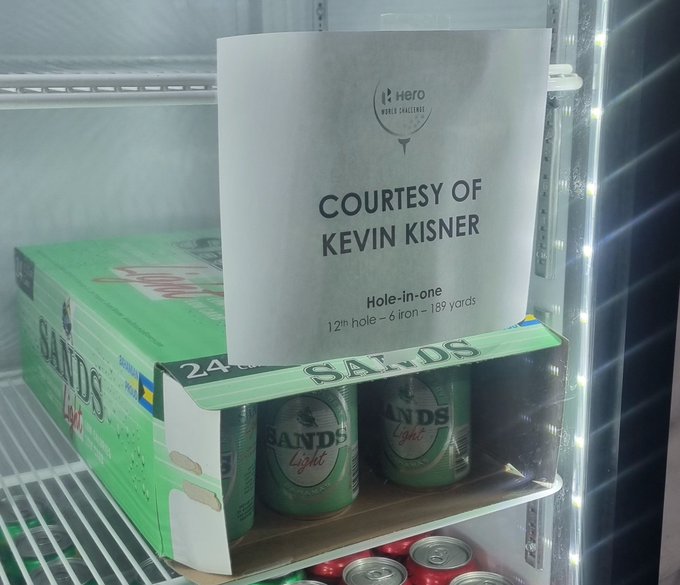 Hero
WORLD CHALLENGE
COURTESY OF
KEVIN KISNER
Hole-in-one
12th hole – 6 iron – 189 yards
Light
SANDS
Light
BAHAMIAN
24
SANDS
SANDS
Light
SANDS
Light